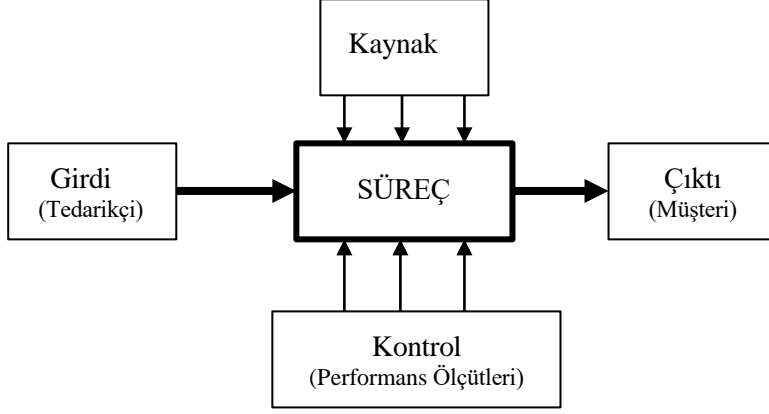 Kaynak
Girdi
(Tedarikçi)
SÜREÇ
Çıktı
(Müşteri)
Kontrol
(Performans Ölçütleri)